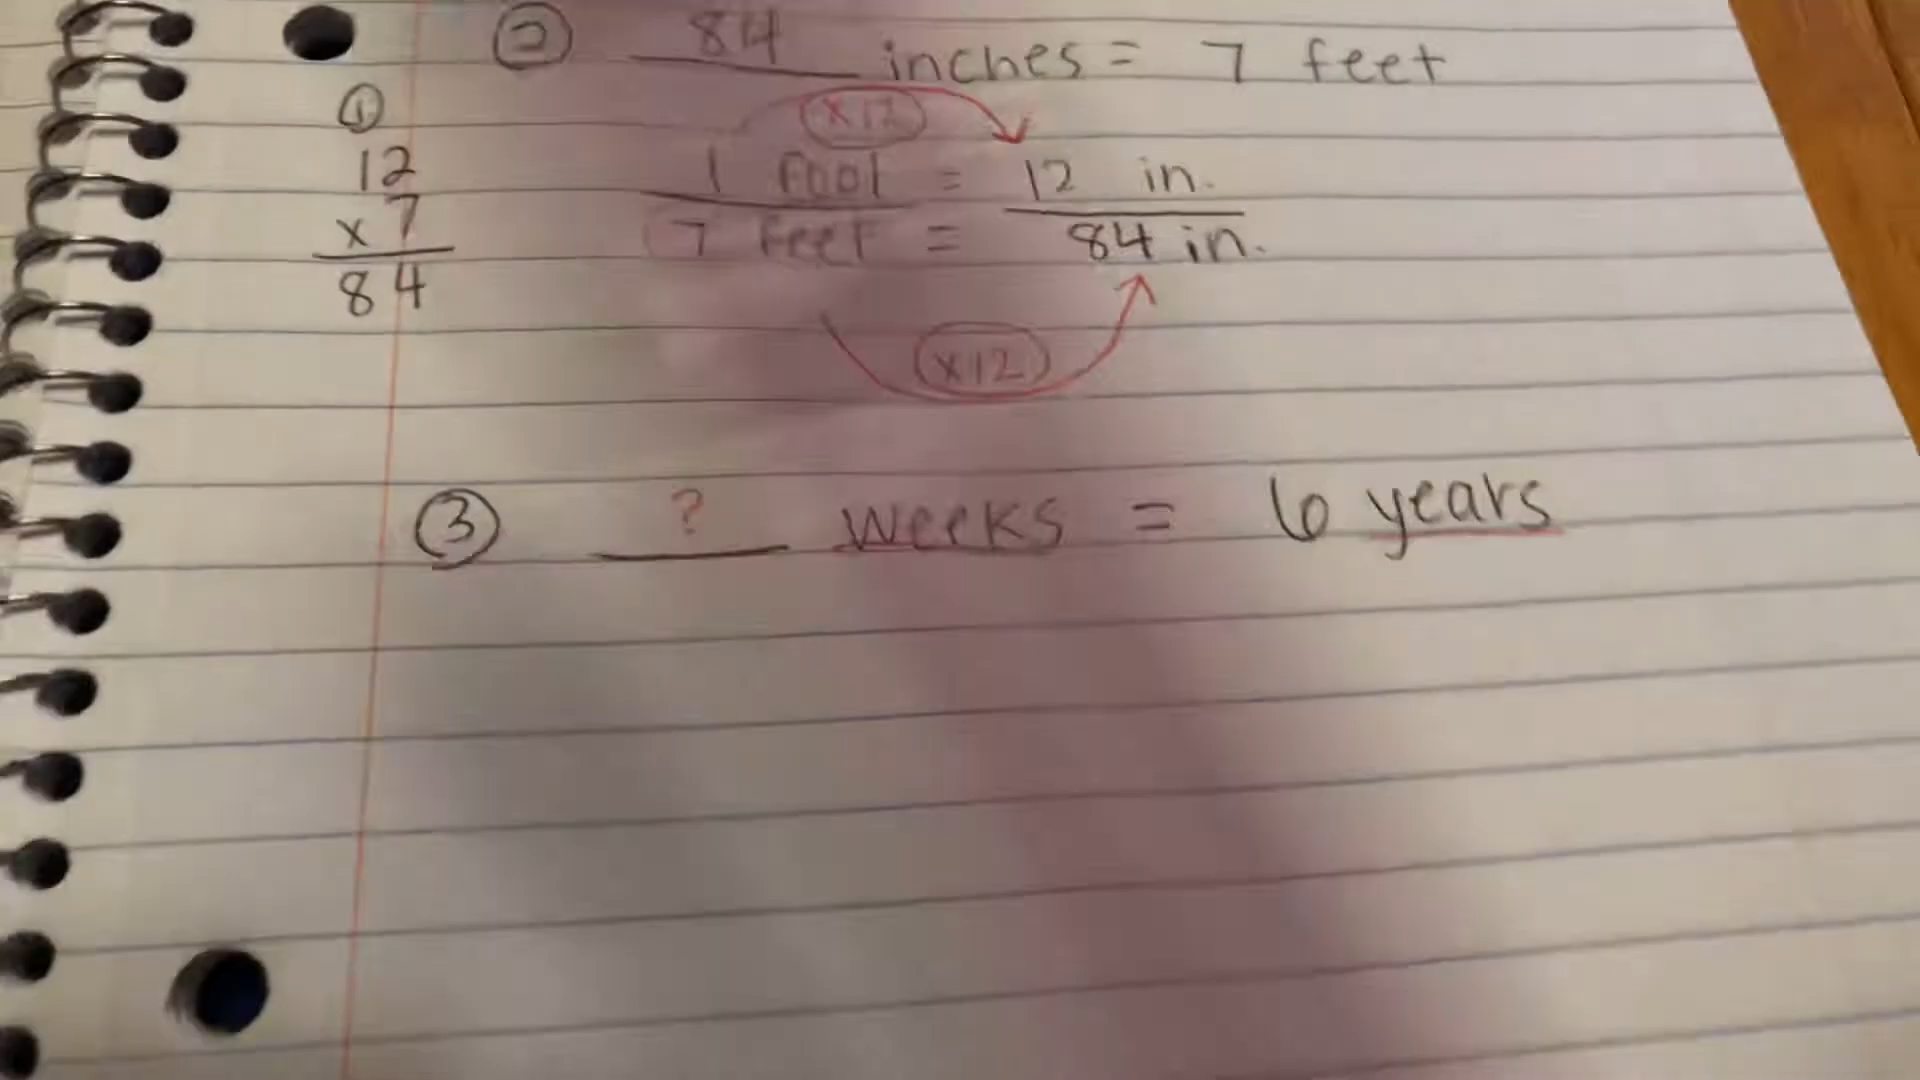 ② 84 inches = 7 feet
①
12
x 7
84
x12
1 foot = 12 in.
7 feet = 84 in.
x12
③ ? weeks = 6 years